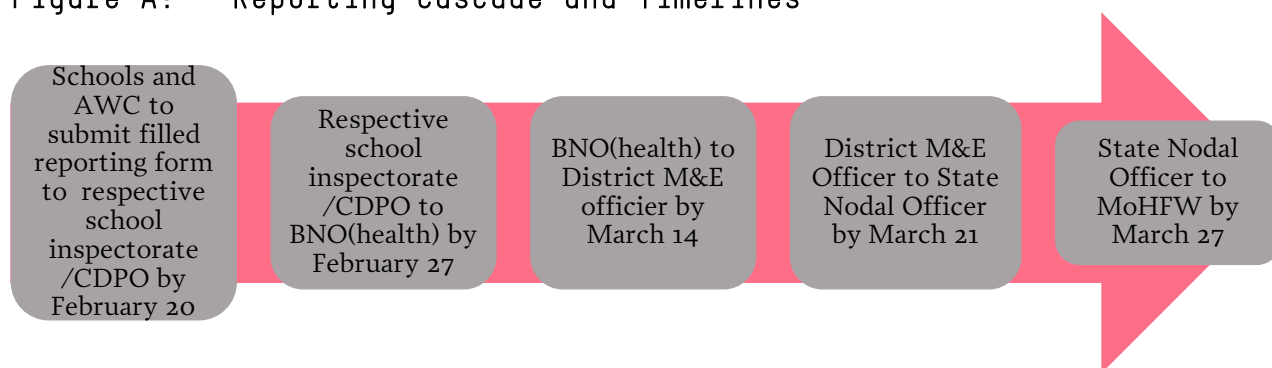 Figure A: Reporting Cascade and Timelines
Schools and
AWC to
submit filled
reporting form
to respective
school
inspectorate
/CDPO by
February 20
Respective
school
inspectorate
/CDPO to
BNO(health) by
February 27
BNO(health) to
District M&E
officier by
March 14
District M&E
Officer to State
Nodal Officer
by March 21
State Nodal
Officer to
MoHFW by
March 27